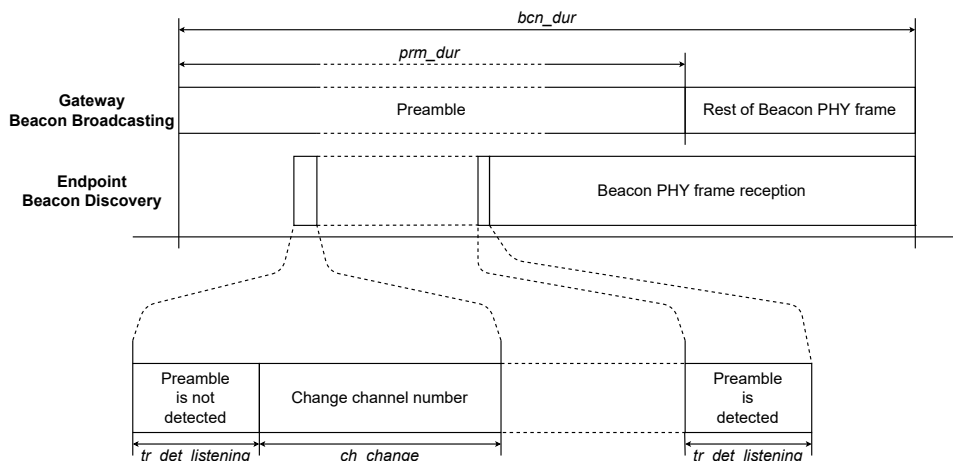 bcn_dur
prm_dur
Gateway
Beacon Broadcasting
Preamble
Rest of Beacon PHY frame
Endpoint
Beacon Discovery
Beacon PHY frame reception
Preamble
is not
detected
Change channel number
Preamble
is
detected
tr_det_listening
ch_change
tr_det_listening